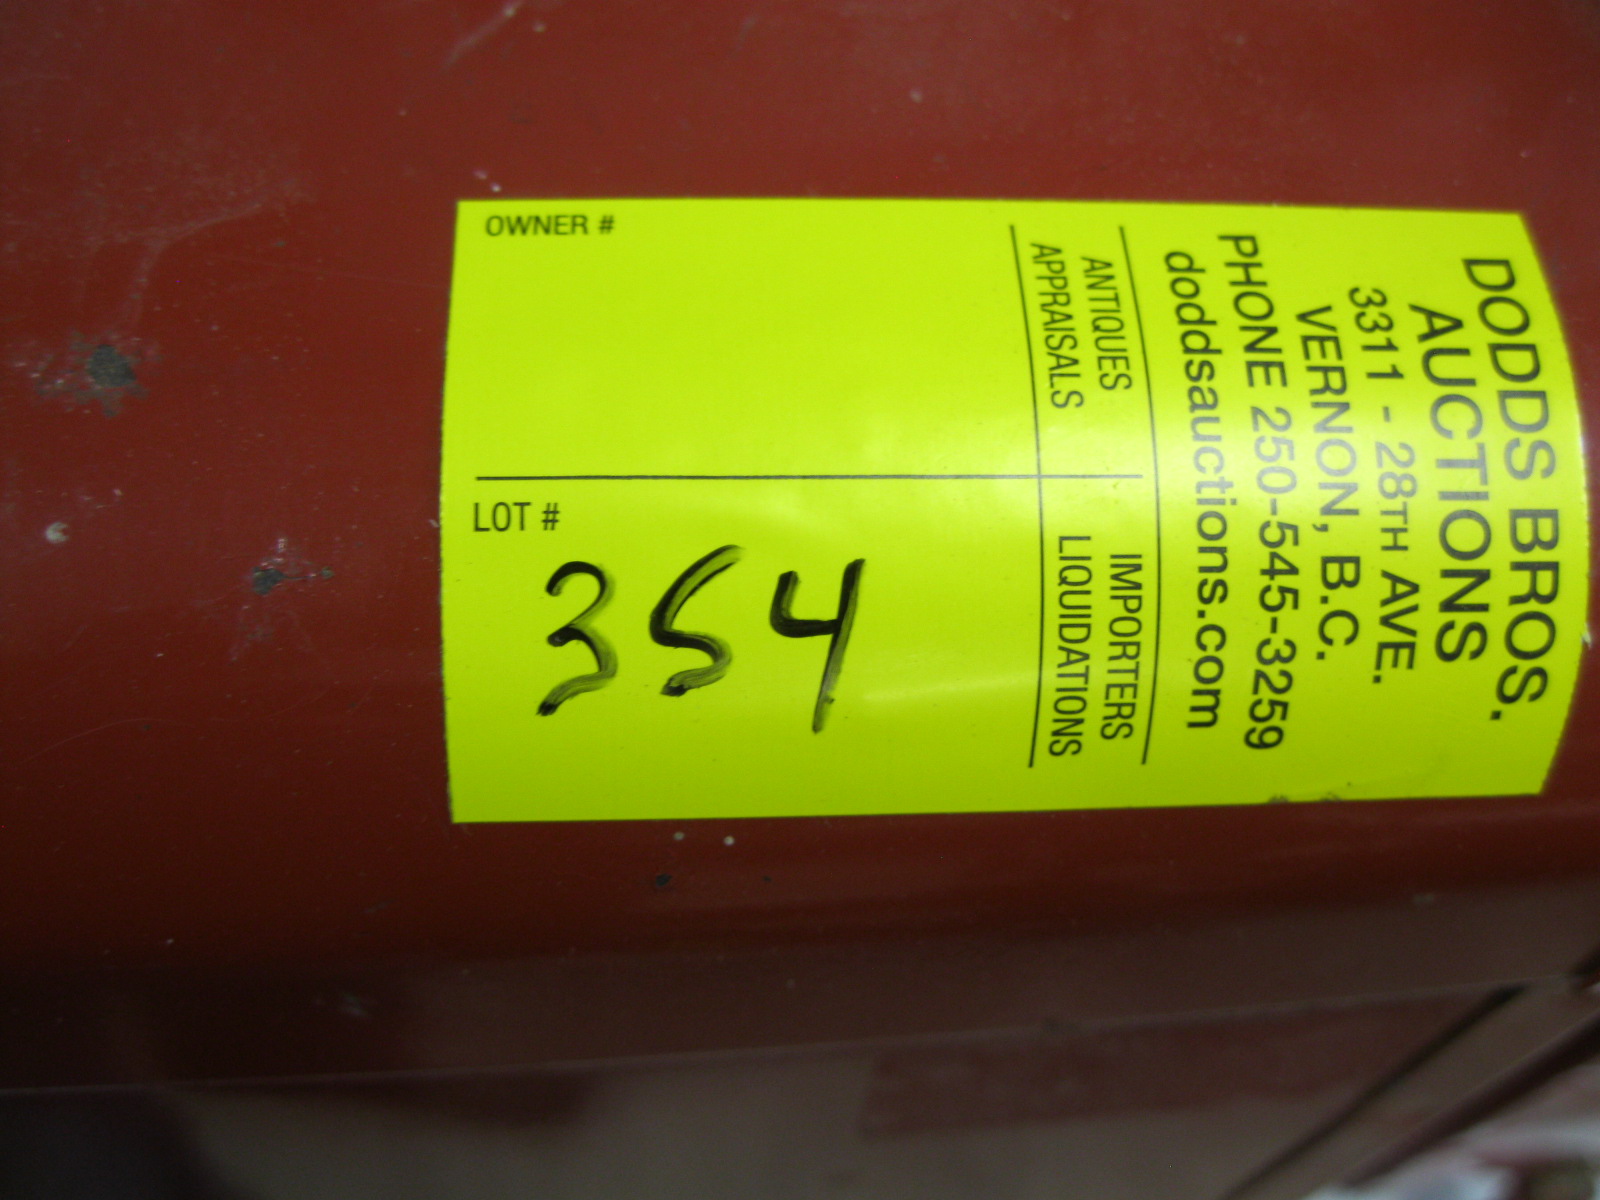 DODDS BROS.
AUCTIONS
3311 - 28TH AVE.
VERNON, B.C.
PHONE 250-545-3259
doddsauctions.com
ANTIQUES IMPORTERS
APPRAISALS LIQUIDATIONS
OWNER #
LOT #
354